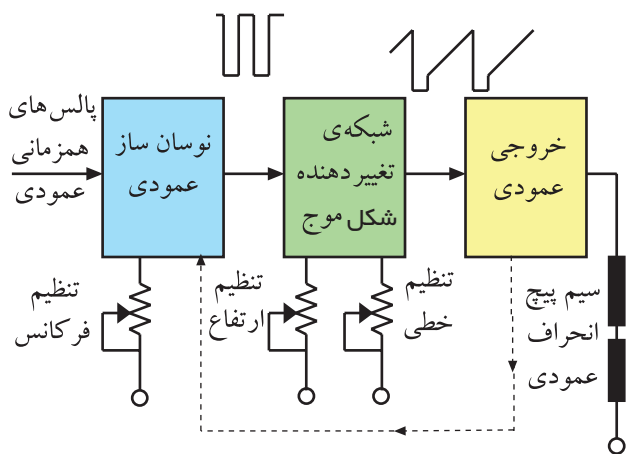 پالس‌های
همزمانی
عمودی
نوسان ساز
عمودی
شبکه‌ی
تغییر دهنده
شکل موج
خروجی
عمودی
تنظیم
فرکانس
تنظیم
ارتفاع
تنظیم
خطی
سیم پیچ
انحراف
عمودی